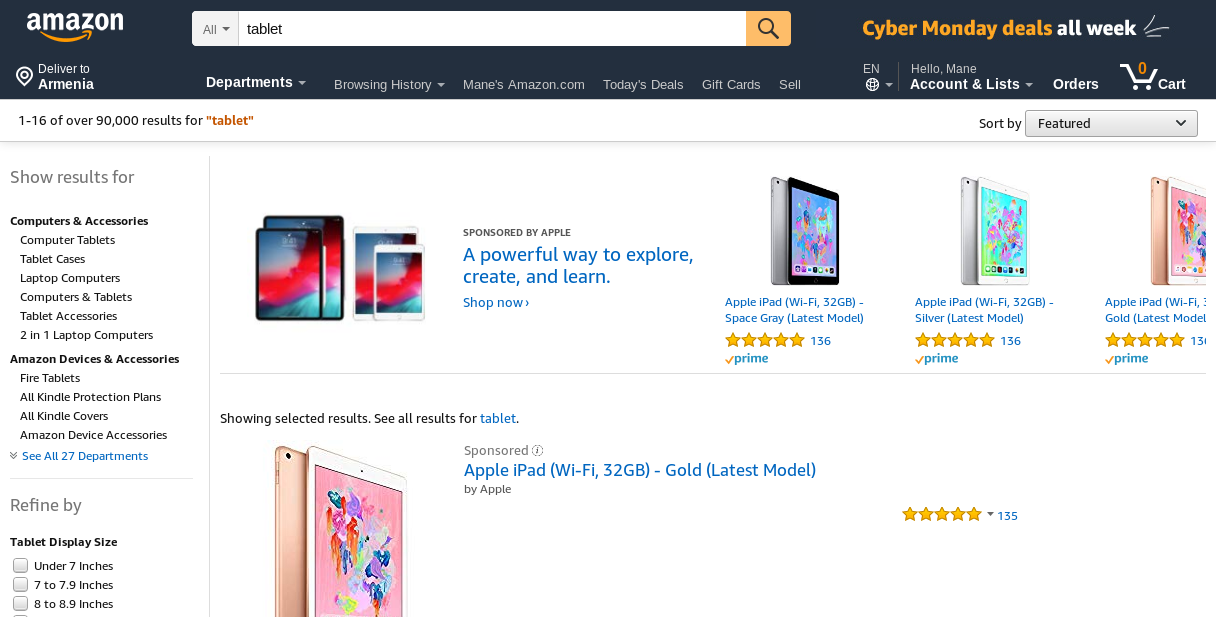 amazon
All
tablet
Cyber Monday deals all week
Deliver to
Armenia
Departments
Browsing History
Mane's Amazon.com
Today's Deals
Gift Cards
Sell
EN
Hello, Mane
Account & Lists
Orders
0
Cart
1-16 of over 90,000 results for "tablet"
Sort by
Featured
Show results for
Computers & Accessories
Computer Tablets
Tablet Cases
Laptop Computers
Computers & Tablets
Tablet Accessories
2 in 1 Laptop Computers
Amazon Devices & Accessories
Fire Tablets
All Kindle Protection Plans
All Kindle Covers
Amazon Device Accessories
See All 27 Departments
Refine by
Tablet Display Size
Under 7 Inches
7 to 7.9 Inches
8 to 8.9 Inches
SPONSORED BY APPLE
A powerful way to explore,
create, and learn.
Shop now ›
Apple iPad (Wi-Fi, 32GB) -
Space Gray (Latest Model)
136
prime
Apple iPad (Wi-Fi, 32GB) -
Silver (Latest Model)
136
prime
Apple iPad (Wi-Fi,
Gold (Latest
prime
Showing selected results. See all results for tablet.
Sponsored
Apple iPad (Wi-Fi, 32GB) - Gold (Latest Model)
by Apple
135